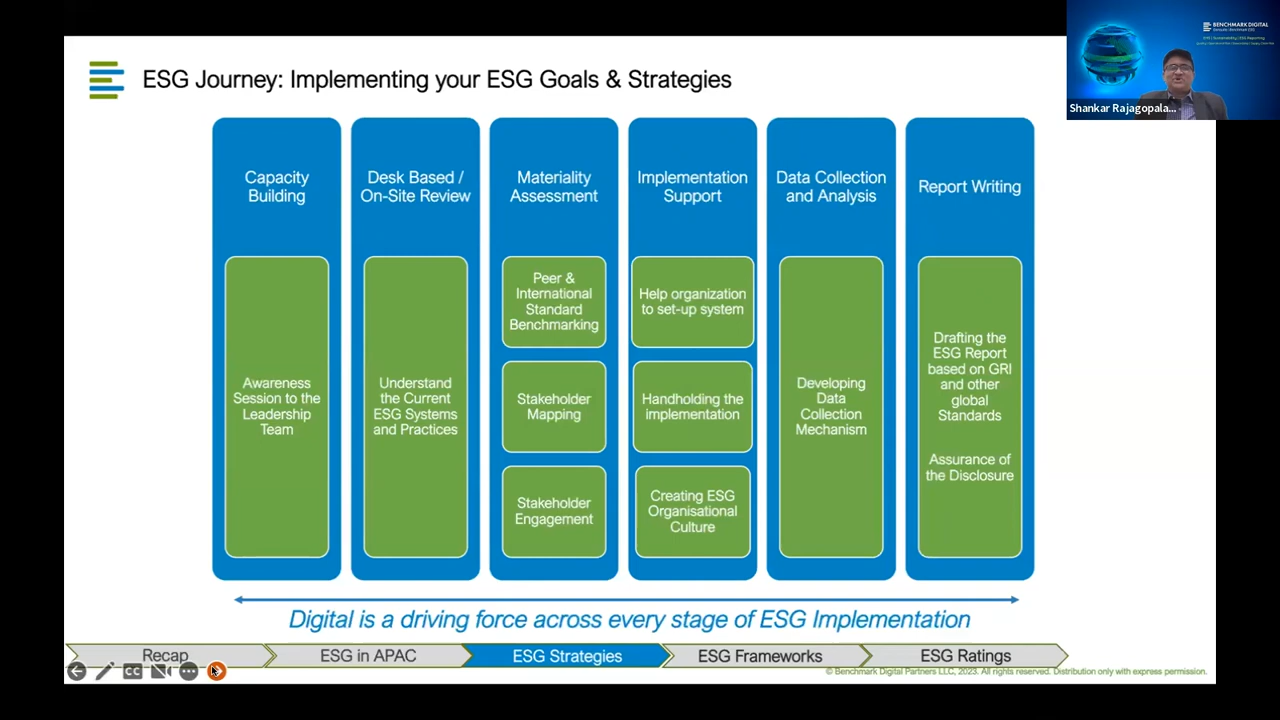 BENCHMARK DIGITAL
Shankar Rajagopala...
ESG Journey: Implementing your ESG Goals & Strategies
Capacity
Building
Awareness
Session to the
Leadership
Team
Desk Based /
On-Site Review
Understand
the Current
ESG Systems
and Practices
Materiality
Assessment
Peer &
International
Standard
Benchmarking
Stakeholder
Mapping
Stakeholder
Engagement
Implementation
Support
Help organization
to set-up system
Handholding the
implementation
Creating ESG
Organisational
Culture
Data Collection
and Analysis
Developing
Data
Collection
Mechanism
Report Writing
Drafting the
ESG Report
based on GRI
and other
global
Standards
Assurance of
the Disclosure
Digital is a driving force across every stage of ESG Implementation
Recap
ESG in APAC
ESG Strategies
ESG Frameworks
ESG Ratings
CC
© Benchmark Digital Partners LLC, 2023. All rights reserved. Distribution only with express permission.